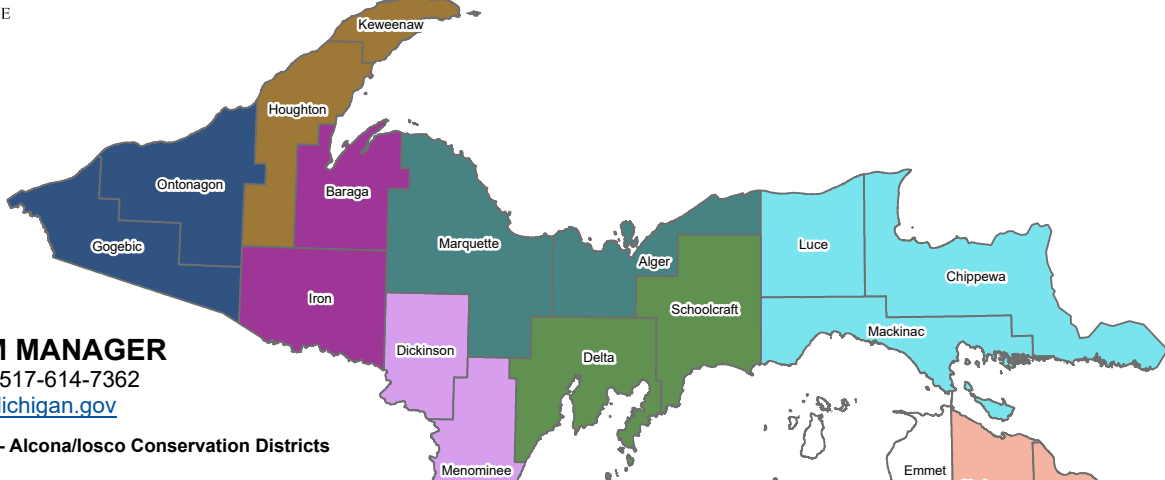 E
Keweenaw
Houghton
Ontonagon
Baraga
Gogebic
Marquette
Alger
Luce
Chippewa
Iron
Schoolcraft
Mackinac
Dickinson
Delta
MANAGER
517-614-7362
ichigan.gov
- Alcona/Iosco Conservation Districts
Menominee
Emmet